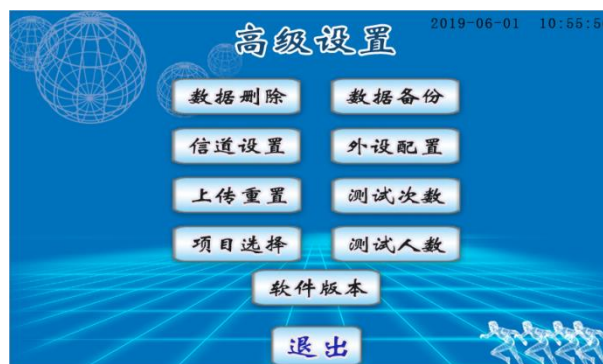 高级设置
2019-06-01 10:55:5
数据删除 数据备份
信道设置 外设配置
上传重置 测试次数
项目选择 测试人数
软件版本
退出